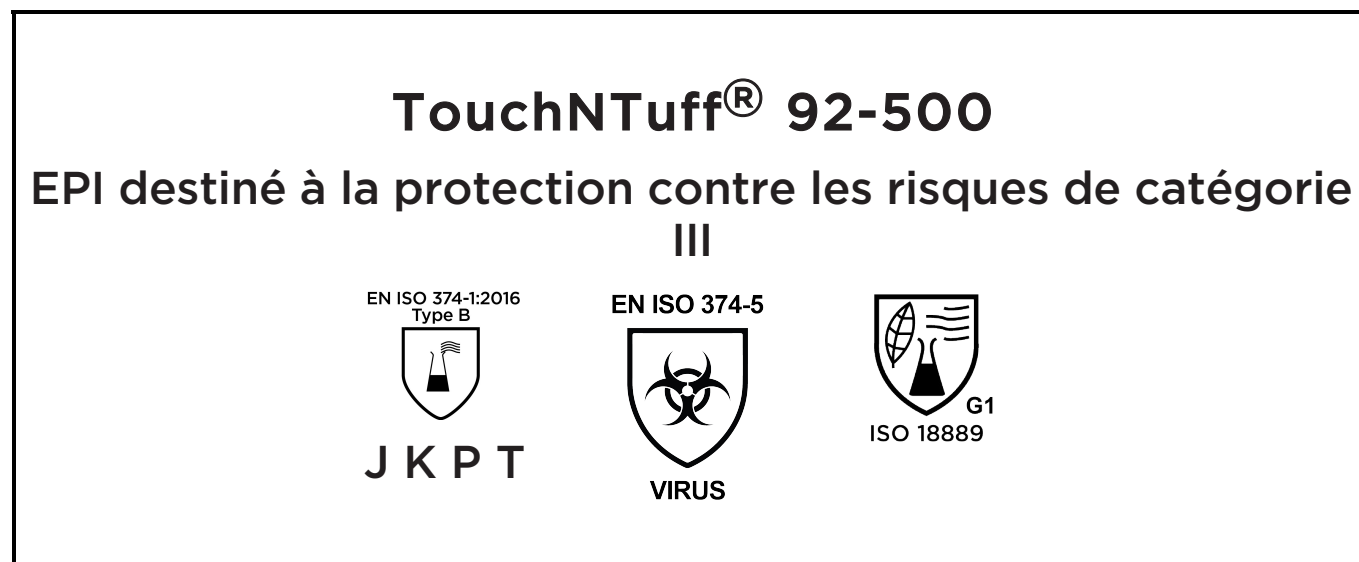 TouchNTuff® 92-500
EPI destiné à la protection contre les risques de catégorie
III
EN ISO 374-1:2016
Type B
J K P T
EN ISO 374-5
VIRUS
G1
ISO 18889